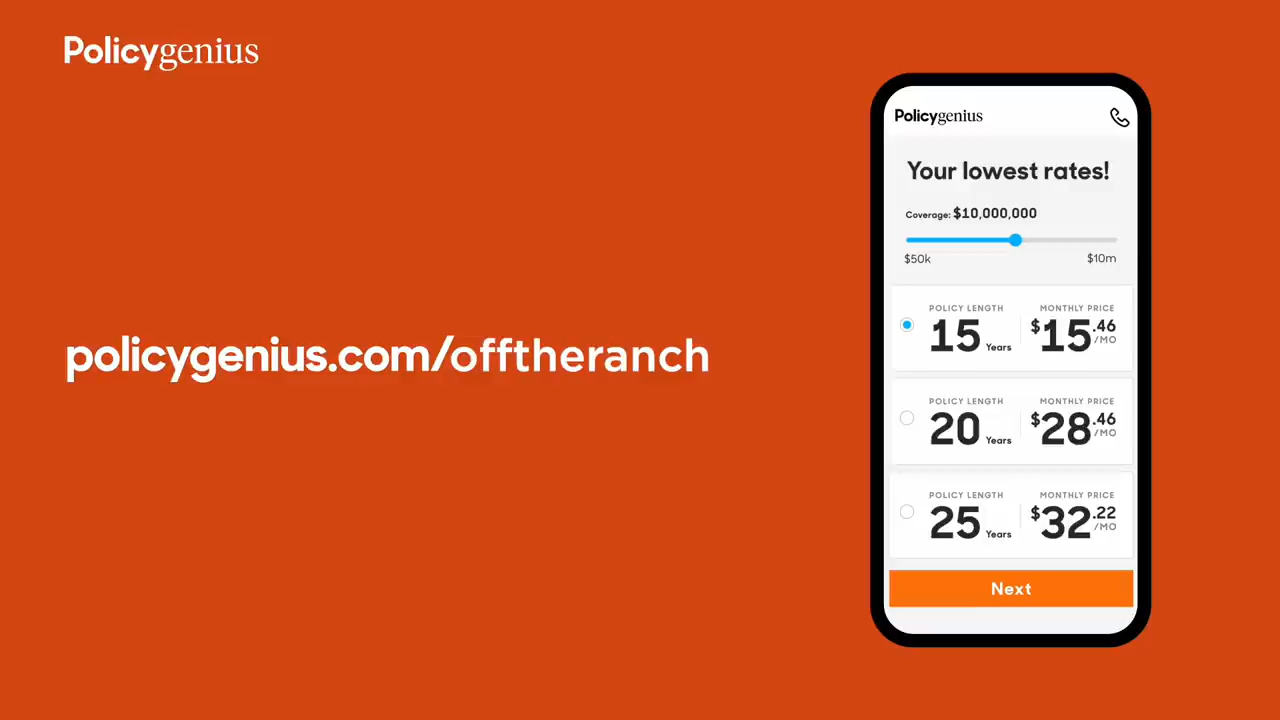 Policygenius
policygenius.com/offtheranch
Policygenius
Your lowest rates!
Coverage: $10,000,000
$50k $10m
POLICY LENGTH MONTHLY PRICE
15 Years $15.46 /MO
POLICY LENGTH MONTHLY PRICE
20 Years $28.46 /MO
POLICY LENGTH MONTHLY PRICE
25 Years $32.22 /MO
Next